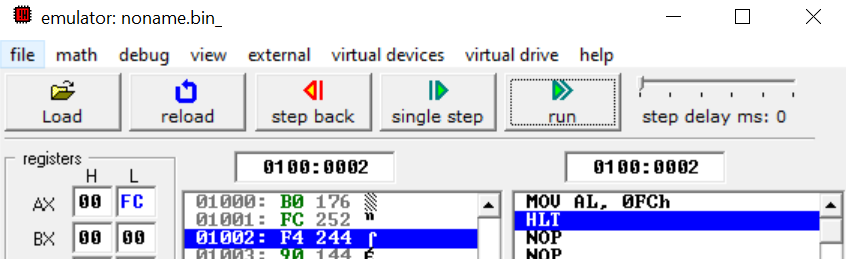 emulator: noname.bin_
file math debug view external virtual devices virtual drive help
Load reload step back single step run step delay ms: 0
registers
H L
0100:0002 0100:0002
AX 00 FC
BX 00 00
01000: B0 176 ▒
01001: FC 252 ⁿ
01002: F4 244 ⌠
01003: 90 144 É
MOV AL, 0FCh
HLT
NOP
NOP